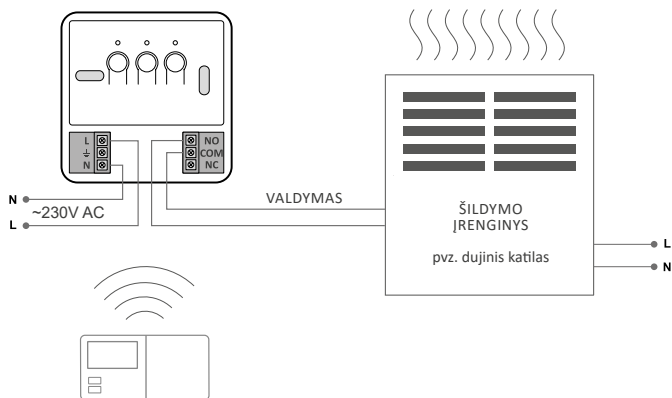 L
N
NO
COM
NC
N
~230V AC
L
VALDYMAS
ŠILDYMO
ĮRENGINYS
pvz. dujinis katilas
L
N